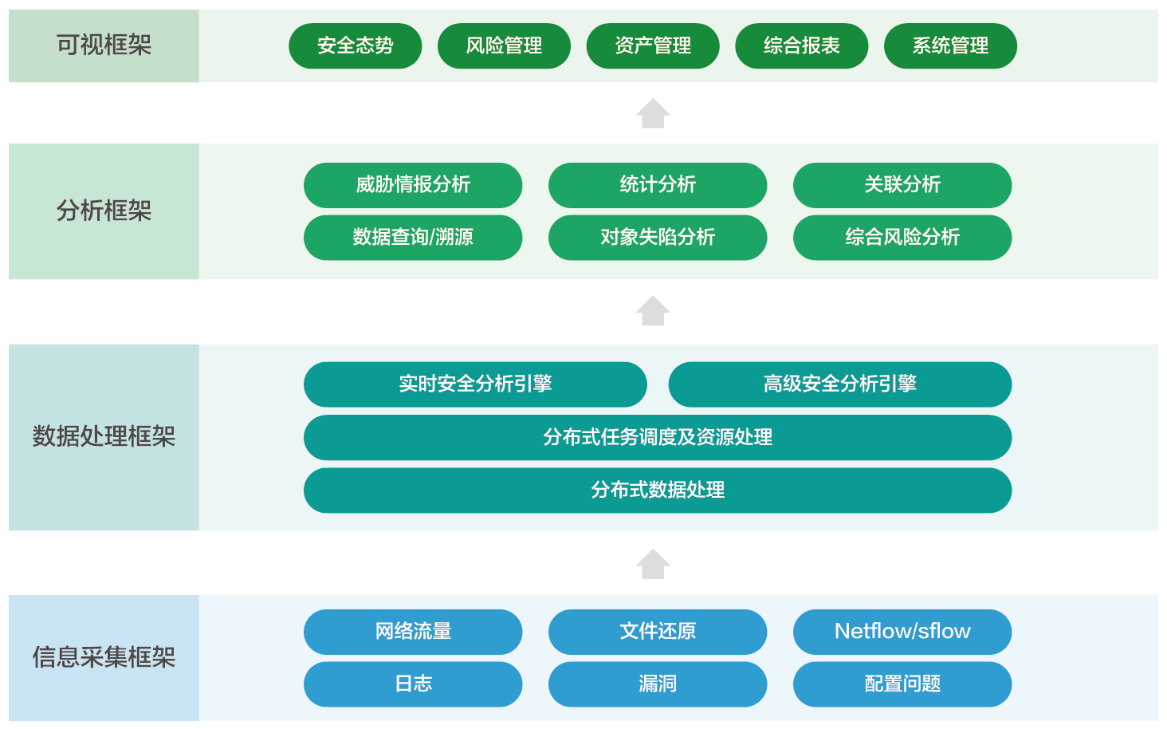 可视框架
安全态势 风险管理 资产管理 综合报表 系统管理
分析框架
威胁情报分析 统计分析 关联分析
数据查询/溯源 对象失陷分析 综合风险分析
数据处理框架
实时安全分析引擎 高级安全分析引擎
分布式任务调度及资源处理
分布式数据处理
信息采集框架
网络流量 文件还原 Netflow/sflow
日志 漏洞 配置问题